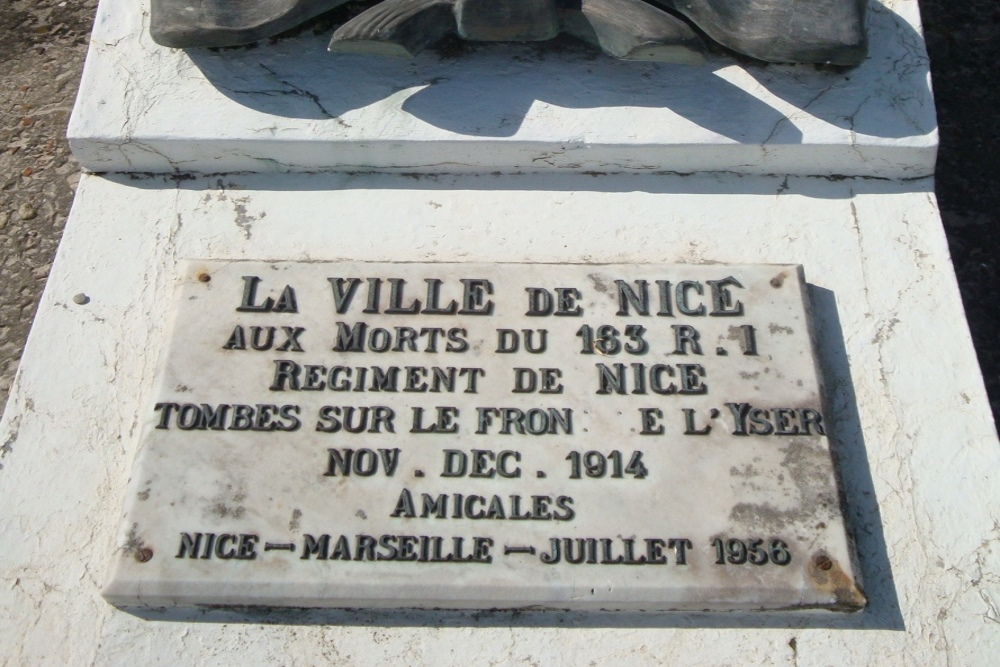 LA VILLE DE NICE
AUX MORTS DU 163 R.I
REGIMENT DE NICE
TOMBES SUR LE FRON E L'YSER
NOV. DEC. 1914
AMICALES
NICE-MARSEILLE-JUILLET 1956